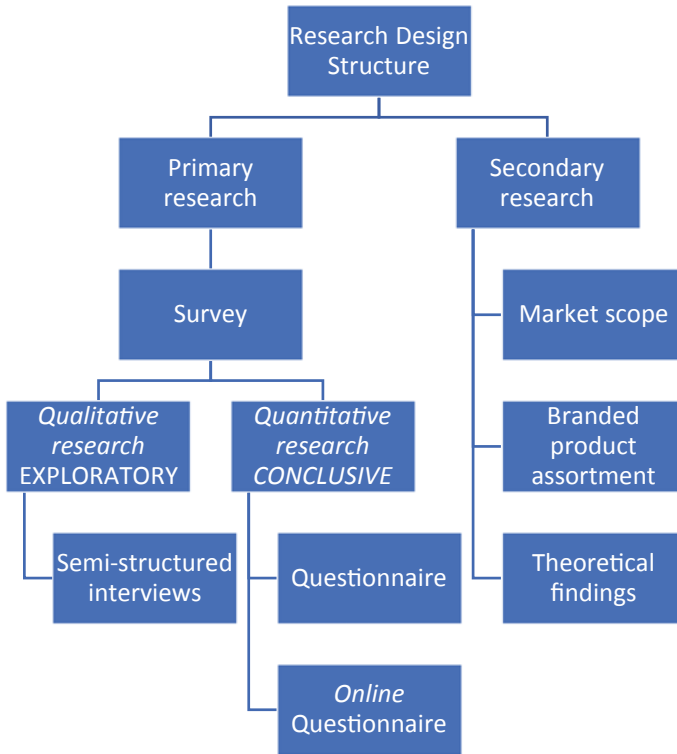 Research Design
Structure
Primary
research
Secondary
research
Survey
Market scope
Qualitative
research
EXPLORATORY
Quantitative
research
CONCLUSIVE
Branded
product
assortment
Semi-structured
interviews
Questionnaire
Theoretical
findings
Online
Questionnaire